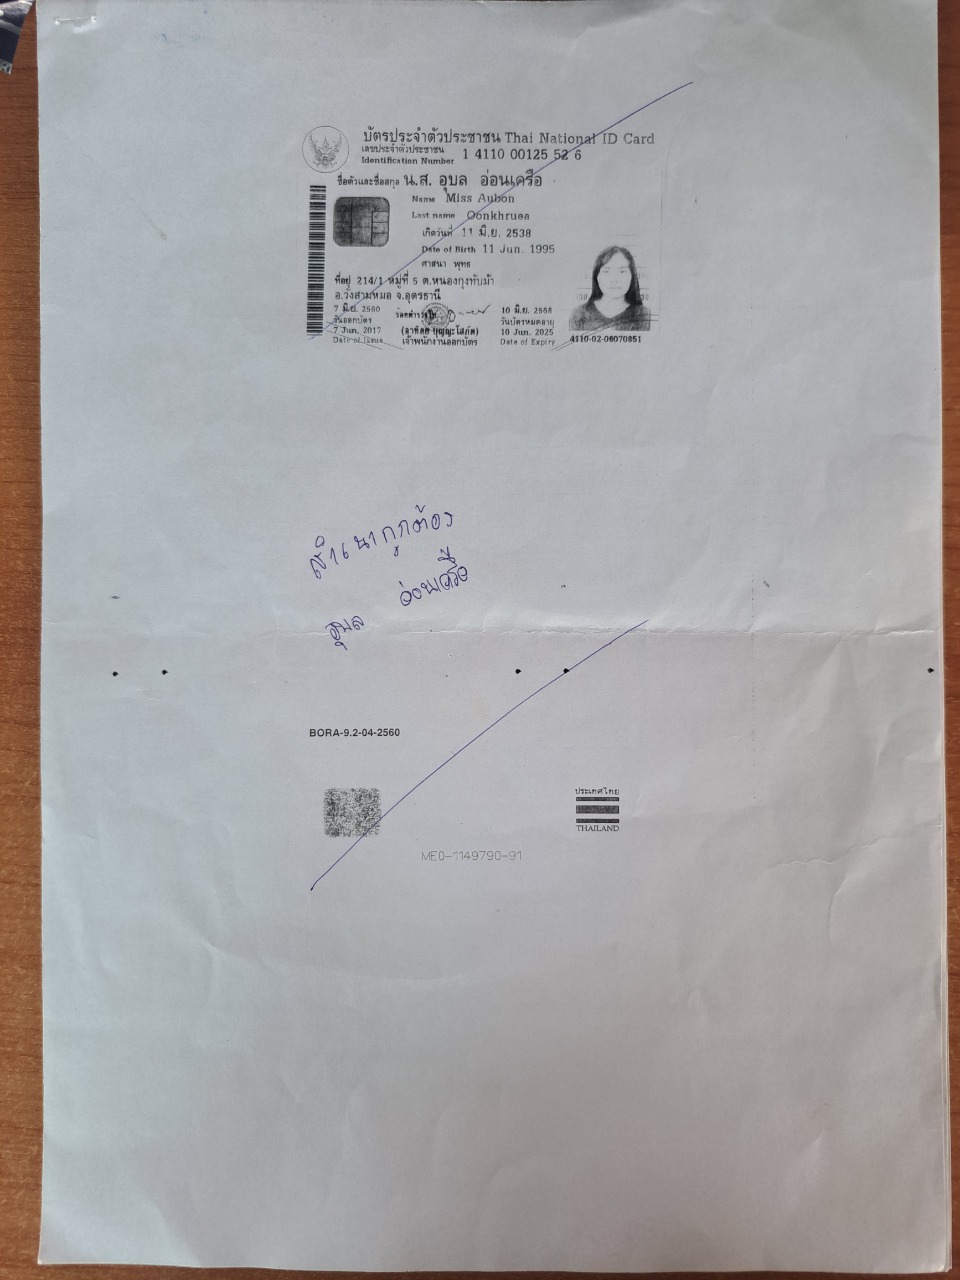 บัตรประจำตัวประชาชน Thai National ID Card
เลขประจำตัวประชาชน
Identification Number 1 4110 00125 52 6
ชื่อตัวและชื่อสกุล น.ส. อุบล อ่อนเครือ
Name Miss Aubon
Last name Oonkhruea
เกิดวันที่ 11 มิ.ย. 2538
Date of Birth 11 Jun. 1995
ศาสนา พุทธ
ที่อยู่ 214/1 หมู่ที่ 5 ต.หนองกุงทับม้า
อ.วังสามหมอ จ.อุดรธานี
7 มิ.ย. 2560
วันออกบัตร
7 Jun. 2017
Date of Issue
เจ้าพนักงานออกบัตร
10 มิ.ย. 2568
วันบัตรหมดอายุ
10 Jun. 2025
Date of Expiry
4110-02-06070851
สำเนาถูกต้อง
อุบล อ่อนเครือ
BORA-9.2-04-2560
ประเทศไทย
THAILAND
ME0-1149790-91